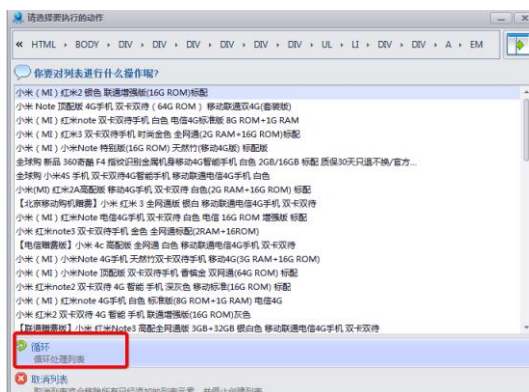 请选择要执行的动作
« HTML ▸ BODY ▸ DIV ▸ DIV ▸ DIV ▸ DIV ▸ DIV ▸ DIV ▸ UL ▸ LI ▸ DIV ▸ DIV ▸ A ▸ EM
你要对列表进行什么操作呢?
小米（MI）红米2 银色 联通增强版(16G ROM)标配
小米 Note 顶配版 4G手机 双卡双待（64G ROM）移动联通双4G(套装版)
小米（MI）红米note 双卡双待手机 白色 电信4G标准版 8G ROM+1G RAM
小米（MI）红米3 双卡双待手机 时尚金色 全网通(2G RAM+16G ROM)标配
小米（MI）小米Note 特别版(16G ROM) 天然竹(移动4G版) 标配版
全球购 新品 360奇酷 F4 指纹识别金属机身移动4G智能手机 白色 2GB/16GB 标配 质保30天只退不换/官方...
全球购 小米4S 手机 双卡双待4G智能手机 移动联通电信4G手机 白色
小米(MI) 红米2A高配版 移动4G手机 双卡双待 白色(2G RAM+16G ROM) 标配
【北京移动购机赠费】小米 红米 3 全网通版 银白 移动联通电信4G手机 双卡双待
小米（MI）红米Note 电信4G手机 双卡双待 白色 电信 16G ROM 增强版 标配
小米 红米note3 双卡双待手机 金色 全网通标配(2RAM+16ROM)
【电信赠费版】小米 4c 高配版 全网通 白色 移动联通电信4G手机 双卡双待
小米（MI）小米Note 4G手机 天然竹双卡双待手机 移动4G(3G RAM+16G ROM)
小米（MI）小米Note 顶配版 双卡双待手机 香槟金 双网通(64G ROM) 标配
小米 红米note2 双卡双待 4G 智能 手机 深灰色 移动标准(16G ROM) 标配
小米（MI）红米note 4G手机 白色 标准版(8G ROM+1G RAM) 电信4G
小米 红米2 双卡双待 4G 智能 手机 联通增强版(16G ROM)灰色
【联通赠费版】小米 红米Note3 高配全网通版 3GB+32GB 银白色 移动联通电信4G手机 双卡双待
循环
循环处理列表
取消列表
取消列表将会移除所有已经添加的列表元素，并停止创建列表